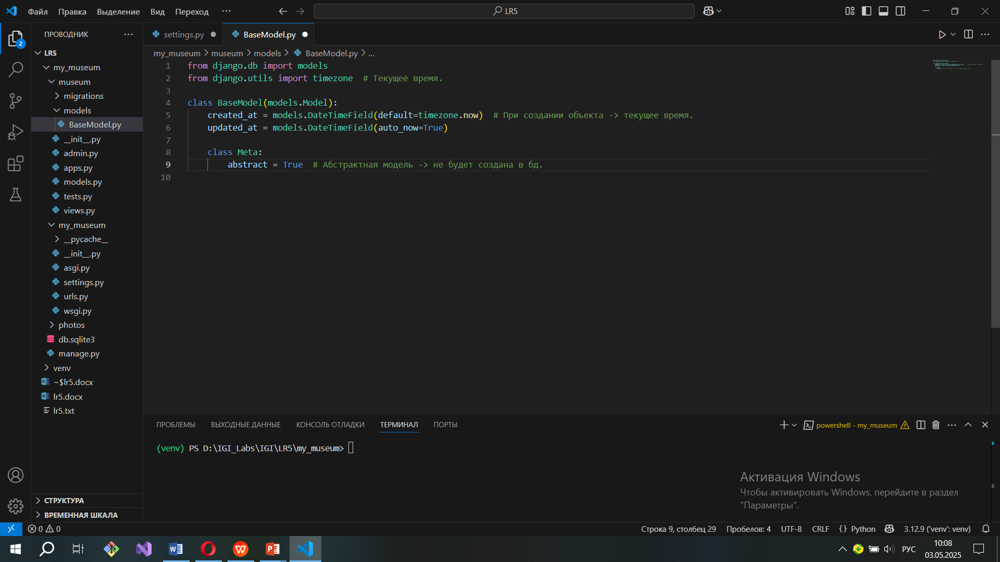 Файл Правка Выделение Вид Переход ···
LR5
ПРОВОДНИК ···
LR5
my_museum
museum
migrations
models
BaseModel.py
__init__.py
admin.py
apps.py
models.py
tests.py
views.py
my_museum
__pycache__
__init__.py
asgi.py
settings.py
urls.py
wsgi.py
photos
db.sqlite3
manage.py
venv
~$lr5.docx
lr5.docx
lr5.txt
СТРУКТУРА
ВРЕМЕННАЯ ШКАЛА
2
settings.py BaseModel.py
my_museum > museum > models > BaseModel.py > ...
1 from django.db import models
2 from django.utils import timezone # Текущее время.
3
4 class BaseModel(models.Model):
5 created_at = models.DateTimeField(default=timezone.now) # При создании объекта -> текущее время.
6 updated_at = models.DateTimeField(auto_now=True)
7
8 class Meta:
9 abstract = True # Абстрактная модель -> не будет создана в бд.
10
ПРОБЛЕМЫ ВЫХОДНЫЕ ДАННЫЕ КОНСОЛЬ ОТЛАДКИ ТЕРМИНАЛ ПОРТЫ
powershell - my_museum
(venv) PS D:\IGI_Labs\IGI\LR5\my_museum>
Активация Windows
Чтобы активировать Windows, перейдите в раздел
"Параметры".
0 0 Строка 9, столбец 29 Пробелов: 4 UTF-8 CRLF {} Python 3.12.9 ('venv': venv)
РУС 10:08
03.05.2025